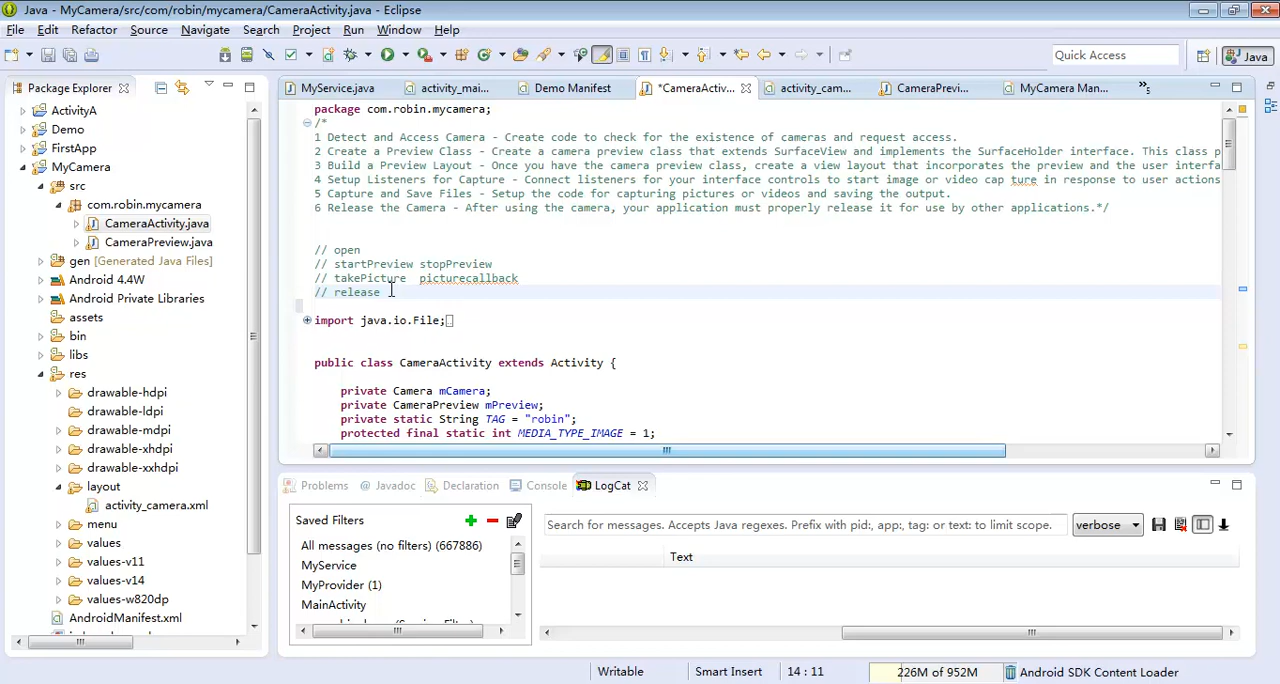 Java - MyCamera/src/com/robin/mycamera/CameraActivity.java - Eclipse
File Edit Refactor Source Navigate Search Project Run Window Help
Quick Access
Java
Package Explorer
ActivityA
Demo
FirstApp
MyCamera
src
com.robin.mycamera
CameraActivity.java
CameraPreview.java
gen [Generated Java Files]
Android 4.4W
Android Private Libraries
assets
bin
libs
res
drawable-hdpi
drawable-ldpi
drawable-mdpi
drawable-xhdpi
drawable-xxhdpi
layout
activity_camera.xml
menu
values
values-v11
values-v14
values-w820dp
AndroidManifest.xml
MyService.java activity_mai... Demo Manifest *CameraActiv... activity_cam... CameraPrevi... MyCamera Man... »5
package com.robin.mycamera;
/*
1 Detect and Access Camera - Create code to check for the existence of cameras and request access.
2 Create a Preview Class - Create a camera preview class that extends SurfaceView and implements the SurfaceHolder interface. This class p
3 Build a Preview Layout - Once you have the camera preview class, create a view layout that incorporates the preview and the user interfa
4 Setup Listeners for Capture - Connect listeners for your interface controls to start image or video cap ture in response to user actions
5 Capture and Save Files - Setup the code for capturing pictures or videos and saving the output.
6 Release the Camera - After using the camera, your application must properly release it for use by other applications.*/
// open
// startPreview stopPreview
// takePicture  picturecallback
// release
import java.io.File;
public class CameraActivity extends Activity {
private Camera mCamera;
private CameraPreview mPreview;
private static String TAG = "robin";
protected final static int MEDIA_TYPE_IMAGE = 1;
Problems @ Javadoc Declaration Console LogCat
Saved Filters
All messages (no filters) (667886)
MyService
MyProvider (1)
MainActivity
Search for messages. Accepts Java regexes. Prefix with pid:, app:, tag: or text: to limit scope.
verbose
Text
Writable Smart Insert 14 : 11 226M of 952M Android SDK Content Loader